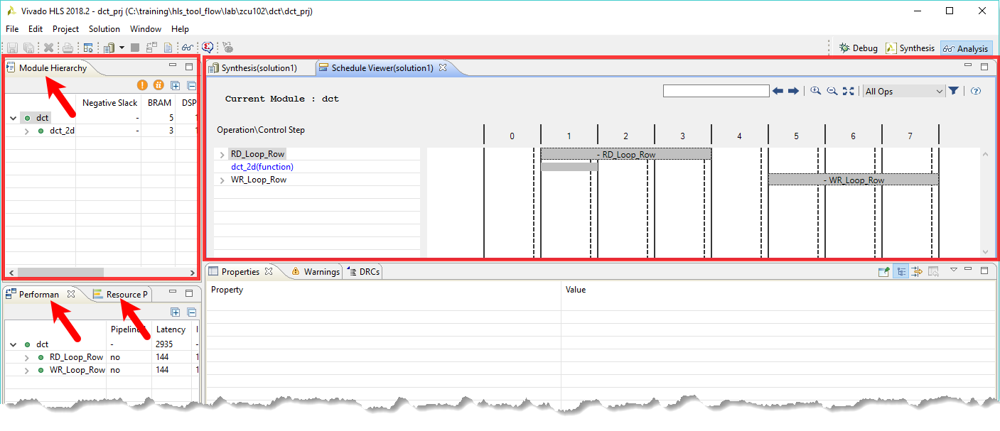 Vivado HLS 2018.2 - dct_prj (C:\training\hls_tool_flow\lab\zcu102\dct\dct_prj)
File Edit Project Solution Window Help
Debug Synthesis Analysis
Module Hierarchy
Negative Slack BRAM DSP
dct - 5 1
dct_2d - 3 1
Synthesis(solution1) Schedule Viewer(solution1)
Current Module : dct
All Ops
Operation\Control Step 0 1 2 3 4 5 6 7
RD_Loop_Row - RD_Loop_Row
dct_2d(function)
WR_Loop_Row - WR_Loop_Row
Performan Resource P
Pipeline Latency I
dct - 2935 -
RD_Loop_Row no 144 1
WR_Loop_Row no 144 1
Properties Warnings DRCs
Property Value